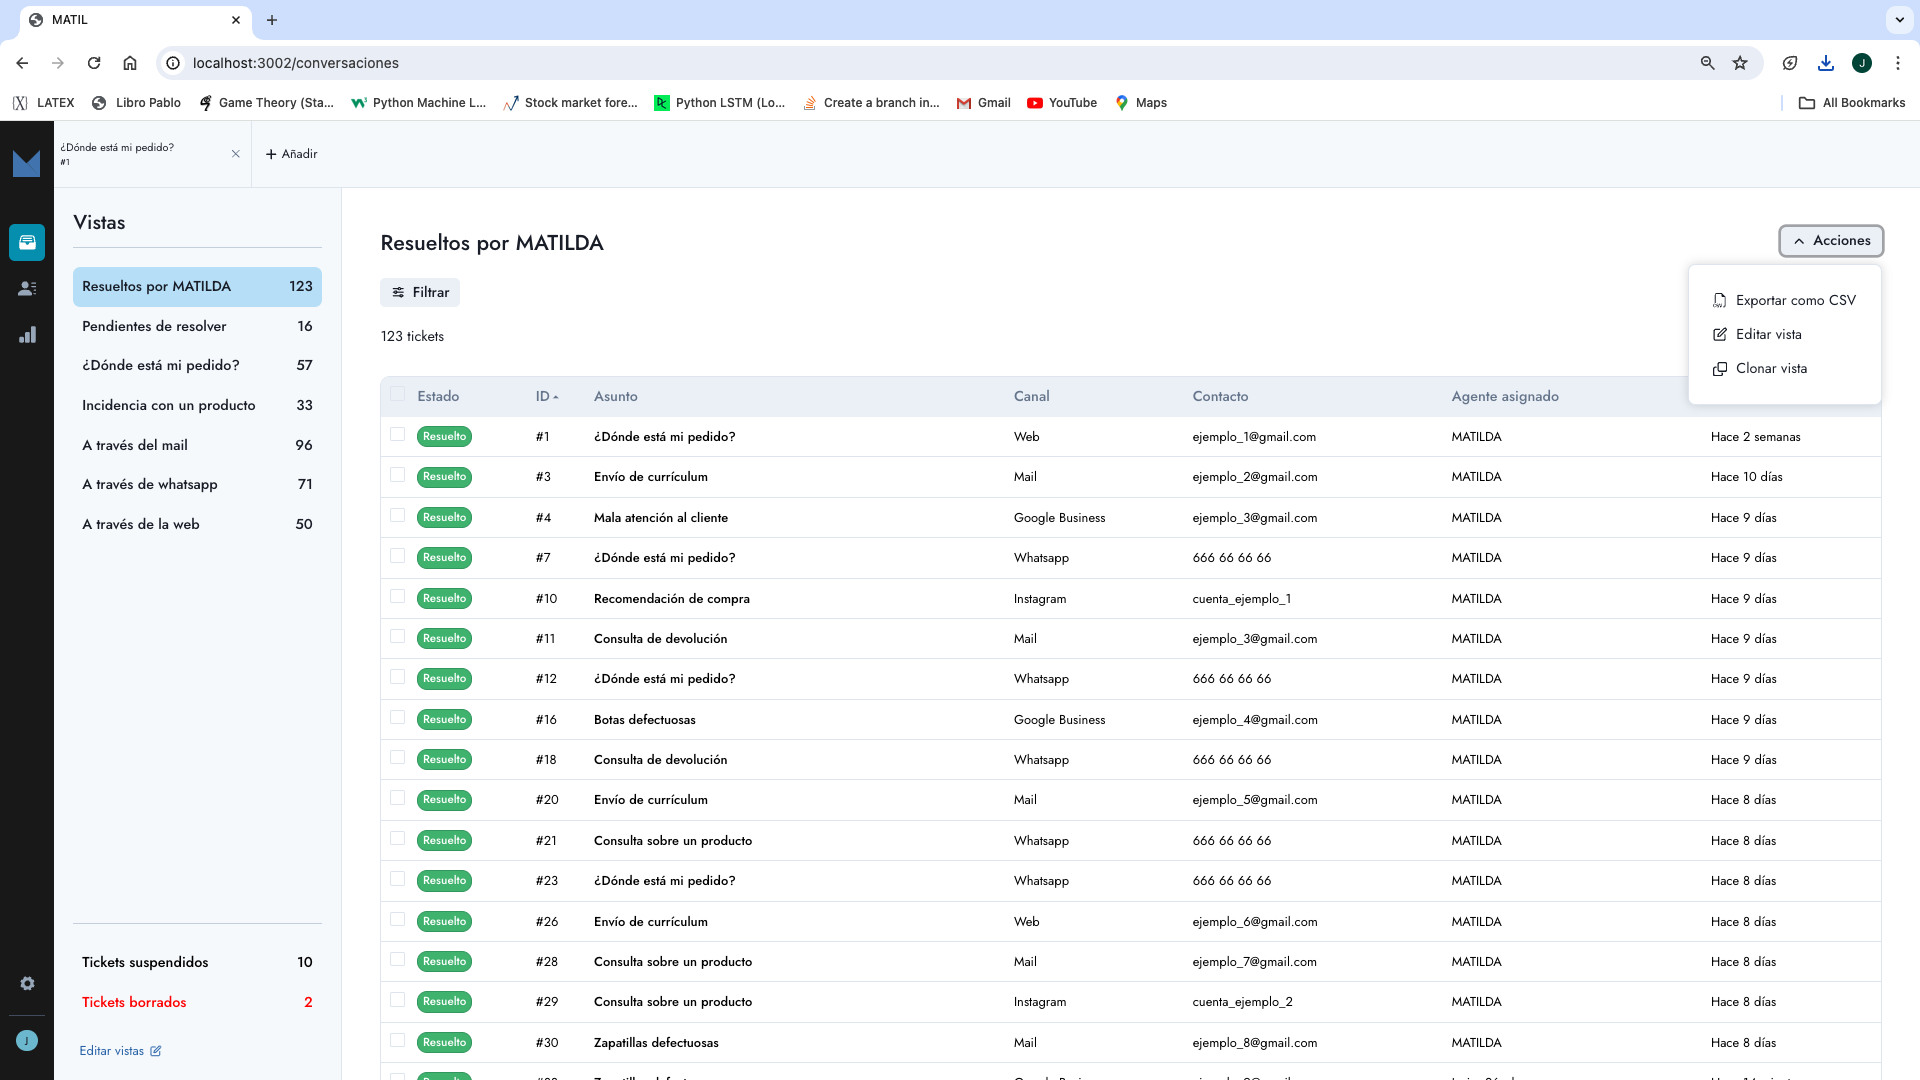 MATIL
localhost:3002/conversaciones
LATEX
Libro Pablo
Game Theory (Sta...
Python Machine L...
Stock market fore...
Python LSTM (Lo...
Create a branch in...
Gmail
YouTube
Maps
All Bookmarks
¿Dónde está mi pedido?
#1
Añadir
Vistas
Resueltos por MATILDA 123
Pendientes de resolver 16
¿Dónde está mi pedido? 57
Incidencia con un producto 33
A través del mail 96
A través de whatsapp 71
A través de la web 50
Tickets suspendidos 10
Tickets borrados 2
Editar vistas
J
Resueltos por MATILDA
Acciones
Exportar como CSV
Editar vista
Clonar vista
Filtrar
123 tickets
Estado ID Asunto Canal Contacto Agente asignado
Resuelto #1 ¿Dónde está mi pedido? Web ejemplo_1@gmail.com MATILDA Hace 2 semanas
Resuelto #3 Envío de currículum Mail ejemplo_2@gmail.com MATILDA Hace 10 días
Resuelto #4 Mala atención al cliente Google Business ejemplo_3@gmail.com MATILDA Hace 9 días
Resuelto #7 ¿Dónde está mi pedido? Whatsapp 666 66 66 66 MATILDA Hace 9 días
Resuelto #10 Recomendación de compra Instagram cuenta_ejemplo_1 MATILDA Hace 9 días
Resuelto #11 Consulta de devolución Mail ejemplo_3@gmail.com MATILDA Hace 9 días
Resuelto #12 ¿Dónde está mi pedido? Whatsapp 666 66 66 66 MATILDA Hace 9 días
Resuelto #16 Botas defectuosas Google Business ejemplo_4@gmail.com MATILDA Hace 9 días
Resuelto #18 Consulta de devolución Whatsapp 666 66 66 66 MATILDA Hace 9 días
Resuelto #20 Envío de currículum Mail ejemplo_5@gmail.com MATILDA Hace 8 días
Resuelto #21 Consulta sobre un producto Whatsapp 666 66 66 66 MATILDA Hace 8 días
Resuelto #23 ¿Dónde está mi pedido? Whatsapp 666 66 66 66 MATILDA Hace 8 días
Resuelto #26 Envío de currículum Web ejemplo_6@gmail.com MATILDA Hace 8 días
Resuelto #28 Consulta sobre un producto Mail ejemplo_7@gmail.com MATILDA Hace 8 días
Resuelto #29 Consulta sobre un producto Instagram cuenta_ejemplo_2 MATILDA Hace 8 días
Resuelto #30 Zapatillas defectuosas Mail ejemplo_8@gmail.com MATILDA Hace 8 días